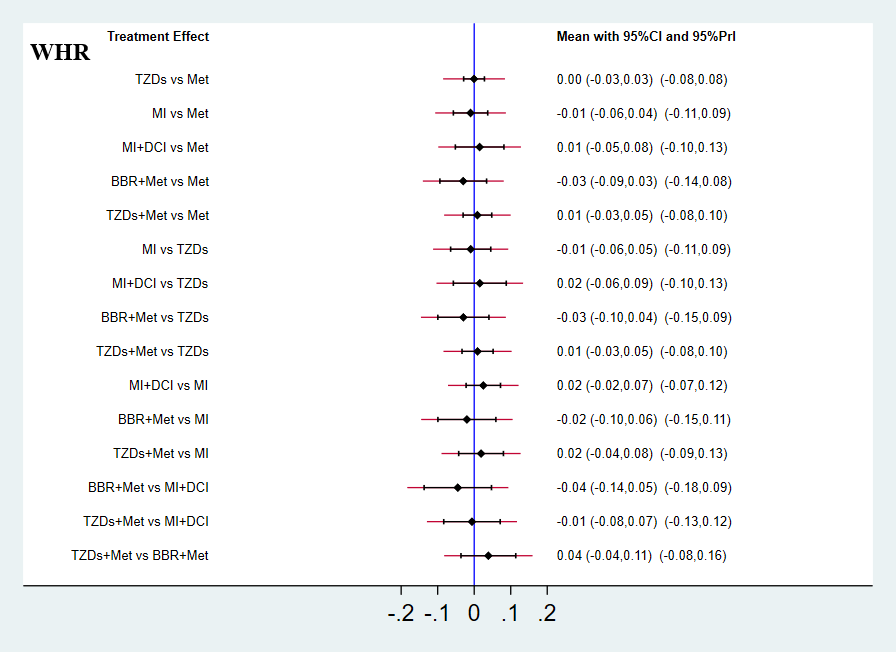 Treatment Effect Mean with 95%CI and 95%PrI
WHR
TZDs vs Met 0.00 (-0.03,0.03) (-0.08,0.08)
MI vs Met -0.01 (-0.06,0.04) (-0.11,0.09)
MI+DCI vs Met 0.01 (-0.05,0.08) (-0.10,0.13)
BBR+Met vs Met -0.03 (-0.09,0.03) (-0.14,0.08)
TZDs+Met vs Met 0.01 (-0.03,0.05) (-0.08,0.10)
MI vs TZDs -0.01 (-0.06,0.05) (-0.11,0.09)
MI+DCI vs TZDs 0.02 (-0.06,0.09) (-0.10,0.13)
BBR+Met vs TZDs -0.03 (-0.10,0.04) (-0.15,0.09)
TZDs+Met vs TZDs 0.01 (-0.03,0.05) (-0.08,0.10)
MI+DCI vs MI 0.02 (-0.02,0.07) (-0.07,0.12)
BBR+Met vs MI -0.02 (-0.10,0.06) (-0.15,0.11)
TZDs+Met vs MI 0.02 (-0.04,0.08) (-0.09,0.13)
BBR+Met vs MI+DCI -0.04 (-0.14,0.05) (-0.18,0.09)
TZDs+Met vs MI+DCI -0.01 (-0.08,0.07) (-0.13,0.12)
TZDs+Met vs BBR+Met 0.04 (-0.04,0.11) (-0.08,0.16)
-.2 -.1 0 .1 .2